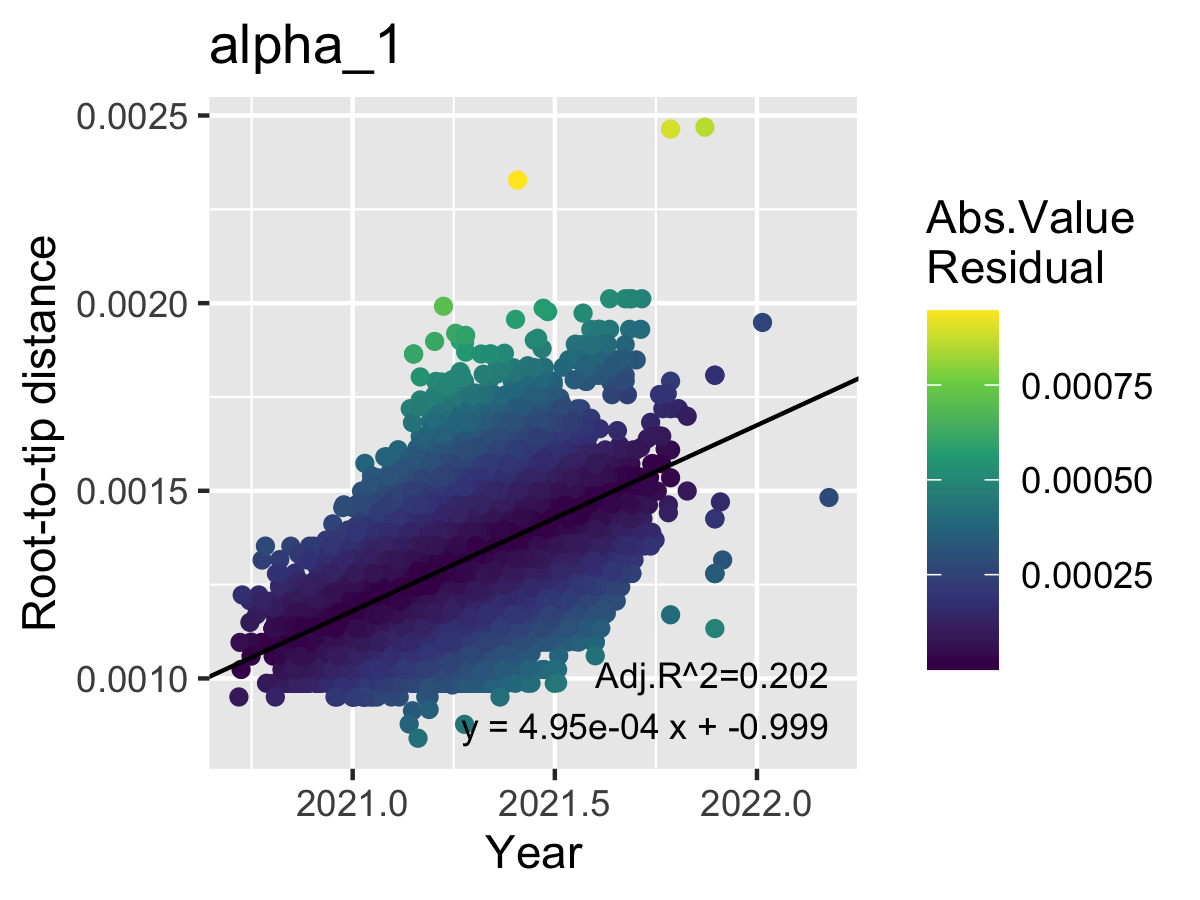 alpha_1
0.0025
0.0020
0.0015
0.0010
Root-to-tip distance
Adj.R^2=0.202
y = 4.95e-04 x + -0.999
2021.0 2021.5 2022.0
Year
Abs.Value
Residual
0.00075
0.00050
0.00025